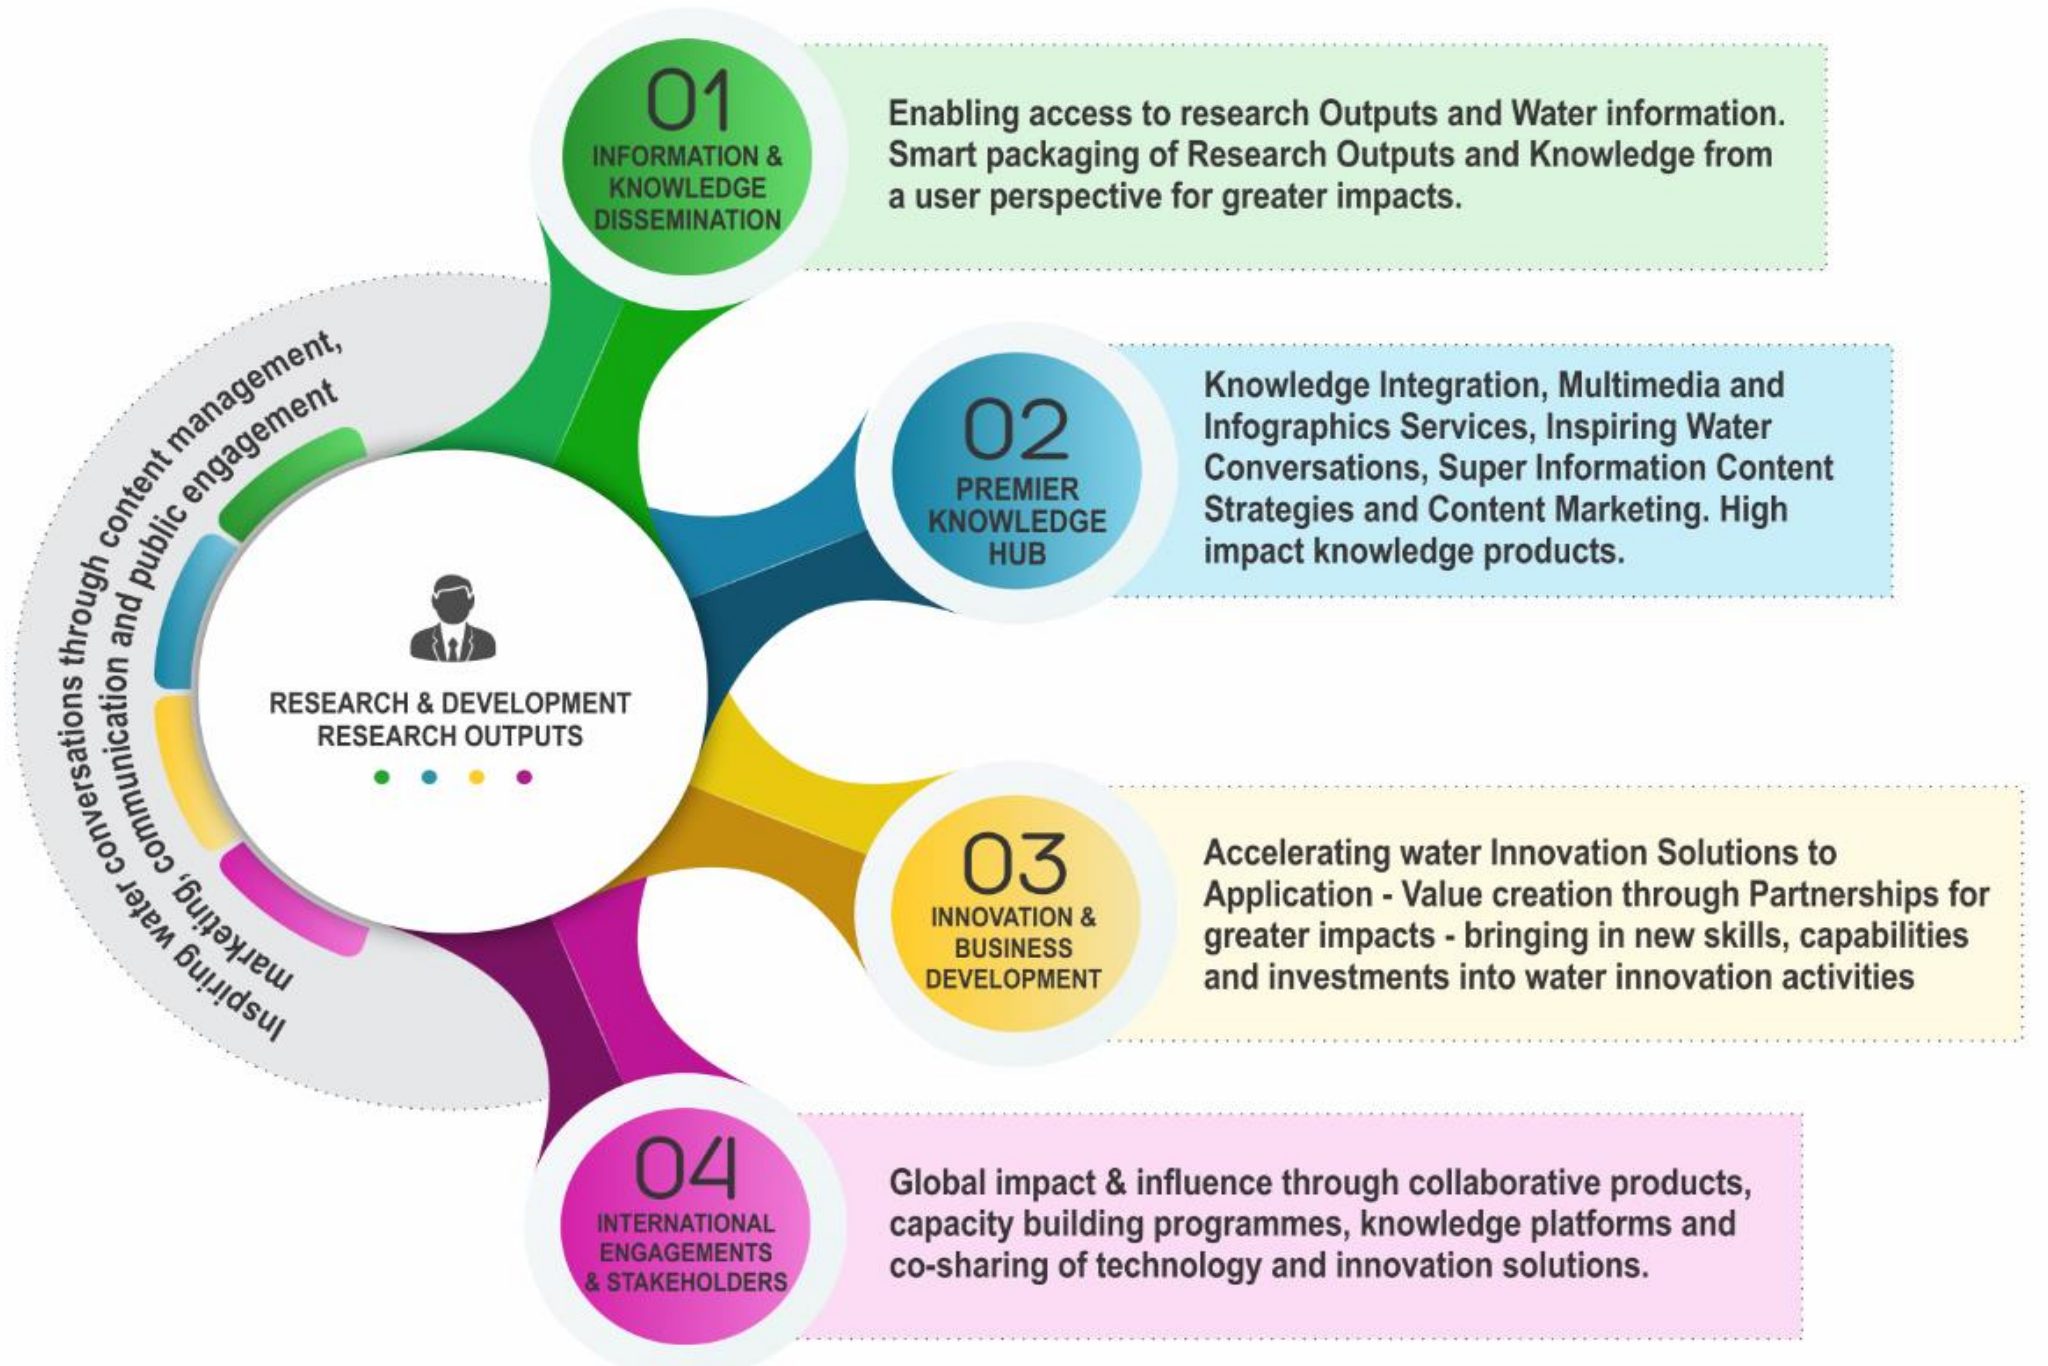 01
INFORMATION &
KNOWLEDGE
DISSEMINATION
Enabling access to research Outputs and Water information.
Smart packaging of Research Outputs and Knowledge from
a user perspective for greater impacts.
Inspiring water conversations through content management,
marketing, communication and public engagement
RESEARCH & DEVELOPMENT
RESEARCH OUTPUTS
02
PREMIER
KNOWLEDGE
HUB
Knowledge Integration, Multimedia and
Infographics Services, Inspiring Water
Conversations, Super Information Content
Strategies and Content Marketing. High
impact knowledge products.
03
INNOVATION &
BUSINESS
DEVELOPMENT
Accelerating water Innovation Solutions to
Application - Value creation through Partnerships for
greater impacts - bringing in new skills, capabilities
and investments into water innovation activities
04
INTERNATIONAL
ENGAGEMENTS
& STAKEHOLDERS
Global impact & influence through collaborative products,
capacity building programmes, knowledge platforms and
co-sharing of technology and innovation solutions.